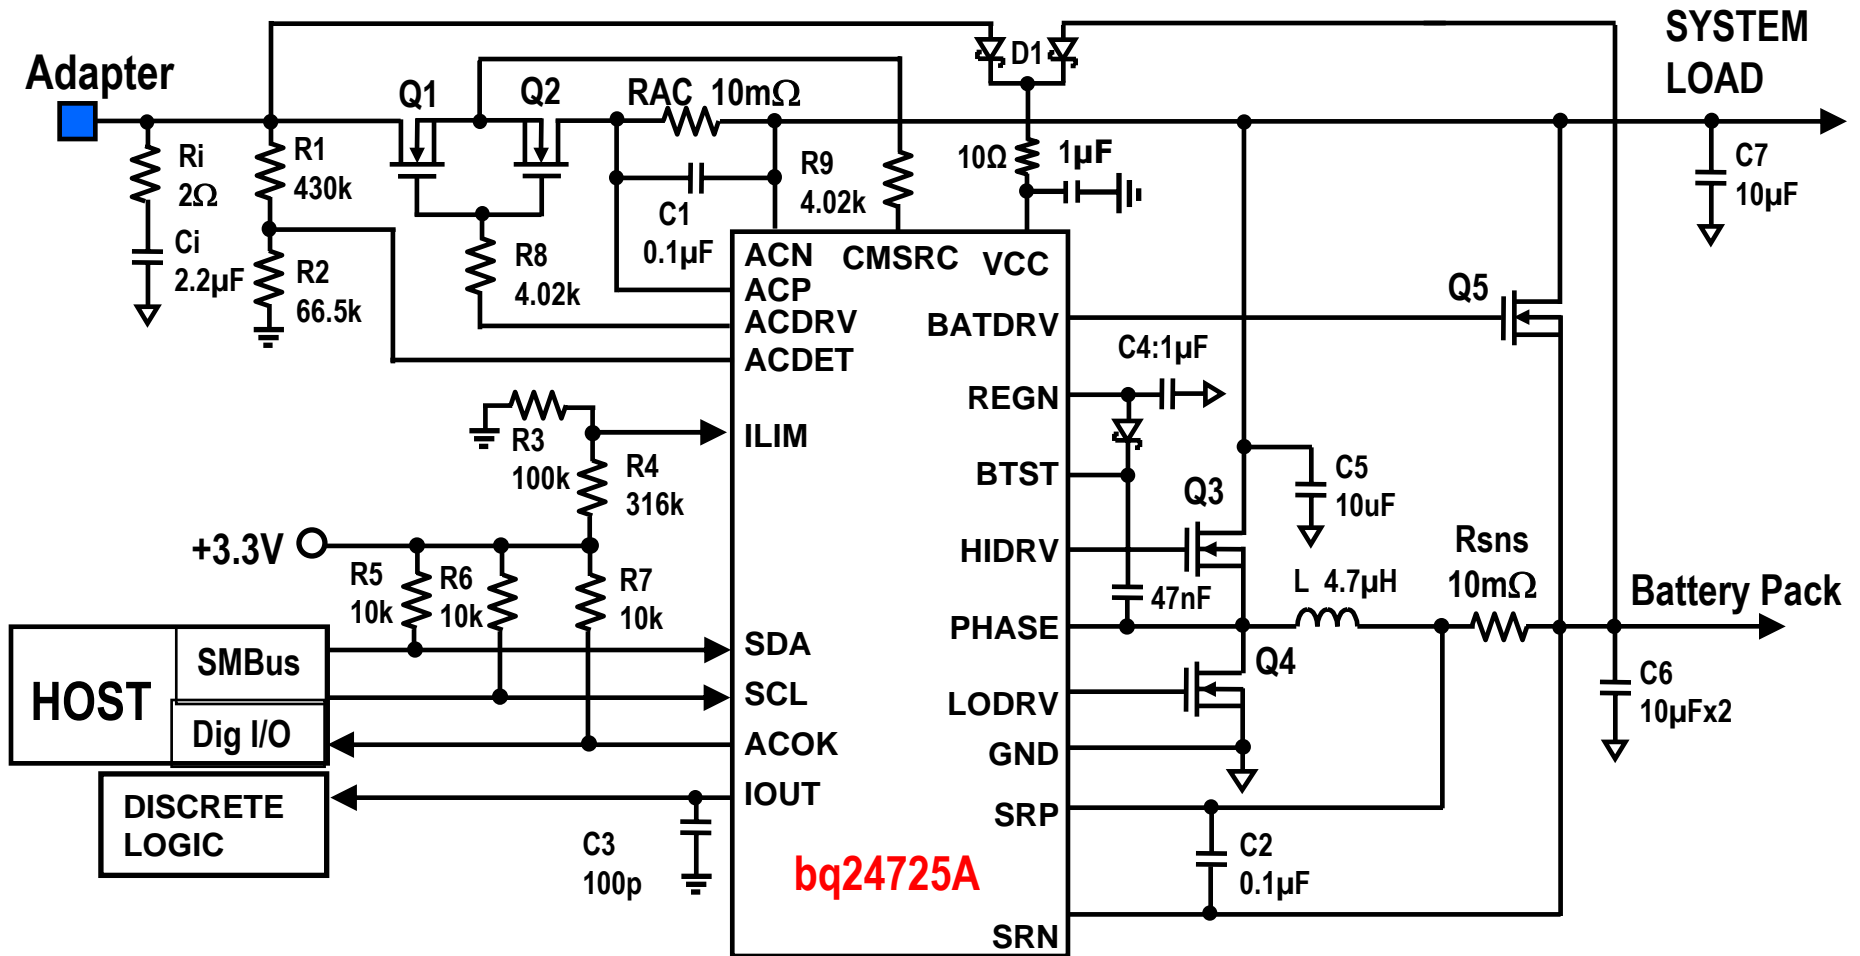 SYSTEM
LOAD
Adapter
Q1
Q2
RAC 10mΩ
D1
Ri
2Ω
R1
430k
R9
4.02k
10Ω
1µF
C7
10µF
C1
0.1µF
Ci
2.2µF
R2
66.5k
R8
4.02k
ACN
CMSRC
VCC
ACP
ACDRV
ACDET
BATDRV
Q5
C4:1µF
REGN
R3
100k
ILIM
R4
316k
BTST
Q3
C5
10uF
+3.3V
HIDRV
Rsns
10mΩ
R5
10k
R6
10k
R7
10k
47nF
L 4.7µH
Battery Pack
PHASE
HOST
SMBus
Dig I/O
SDA
SCL
ACOK
IOUT
Q4
LODRV
GND
C6
10µFx2
DISCRETE
LOGIC
C3
100p
SRP
bq24725A
C2
0.1µF
SRN